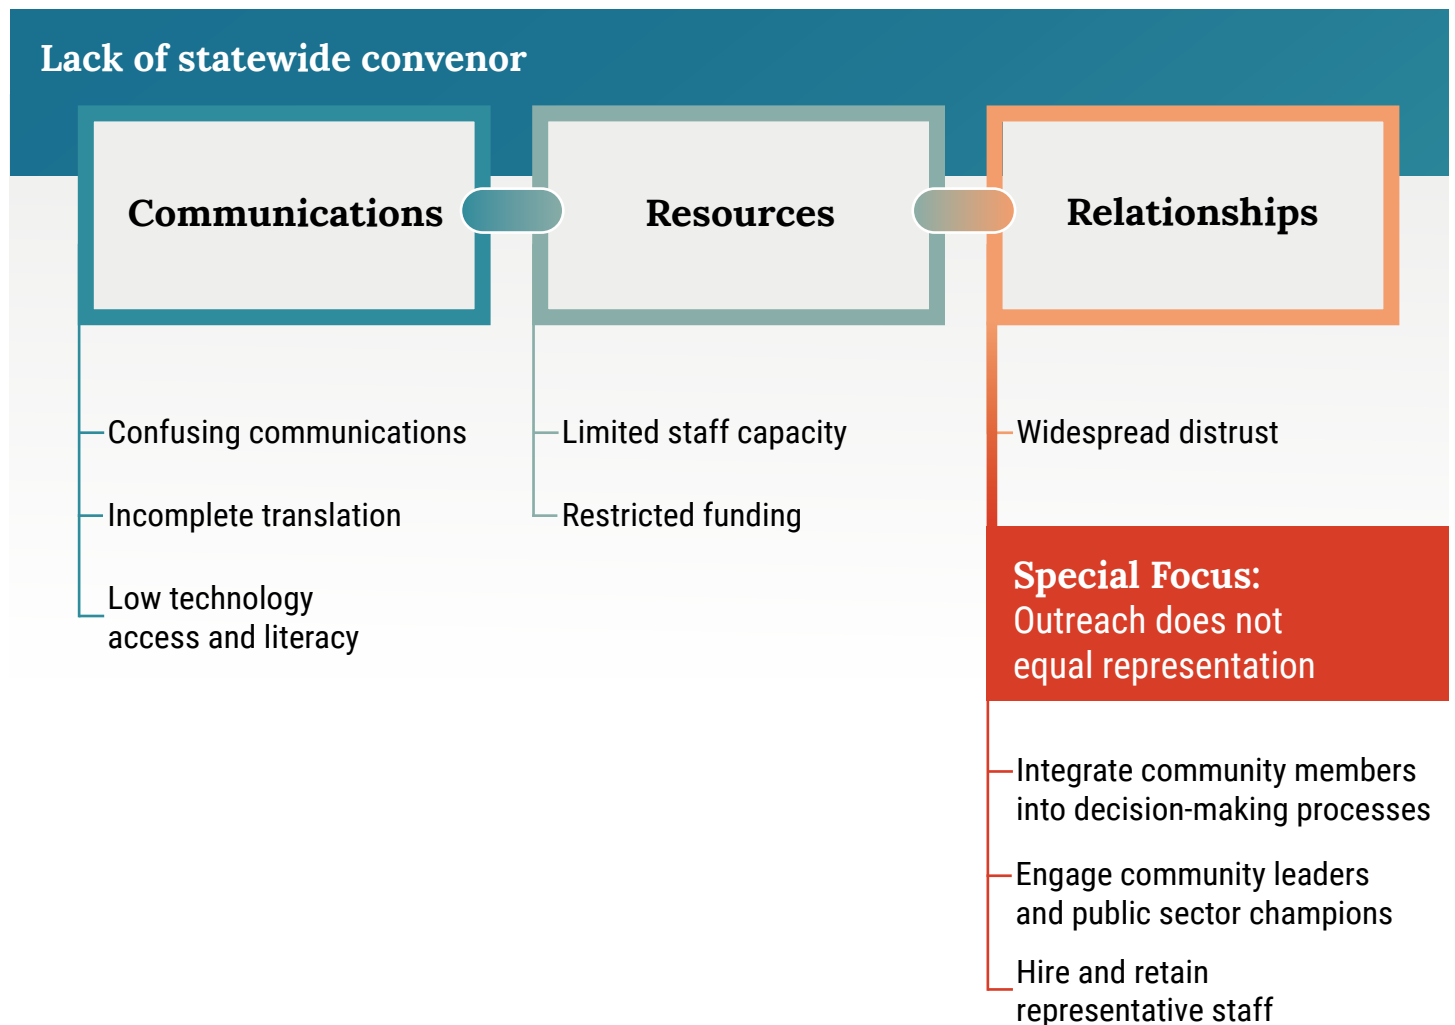 Lack of statewide convenor
Communications
Resources
Relationships
Confusing communications
Incomplete translation
Low technology
access and literacy
Limited staff capacity
Restricted funding
Widespread distrust
Special Focus:
Outreach does not
equal representation
Integrate community members
into decision-making processes
Engage community leaders
and public sector champions
Hire and retain
representative staff